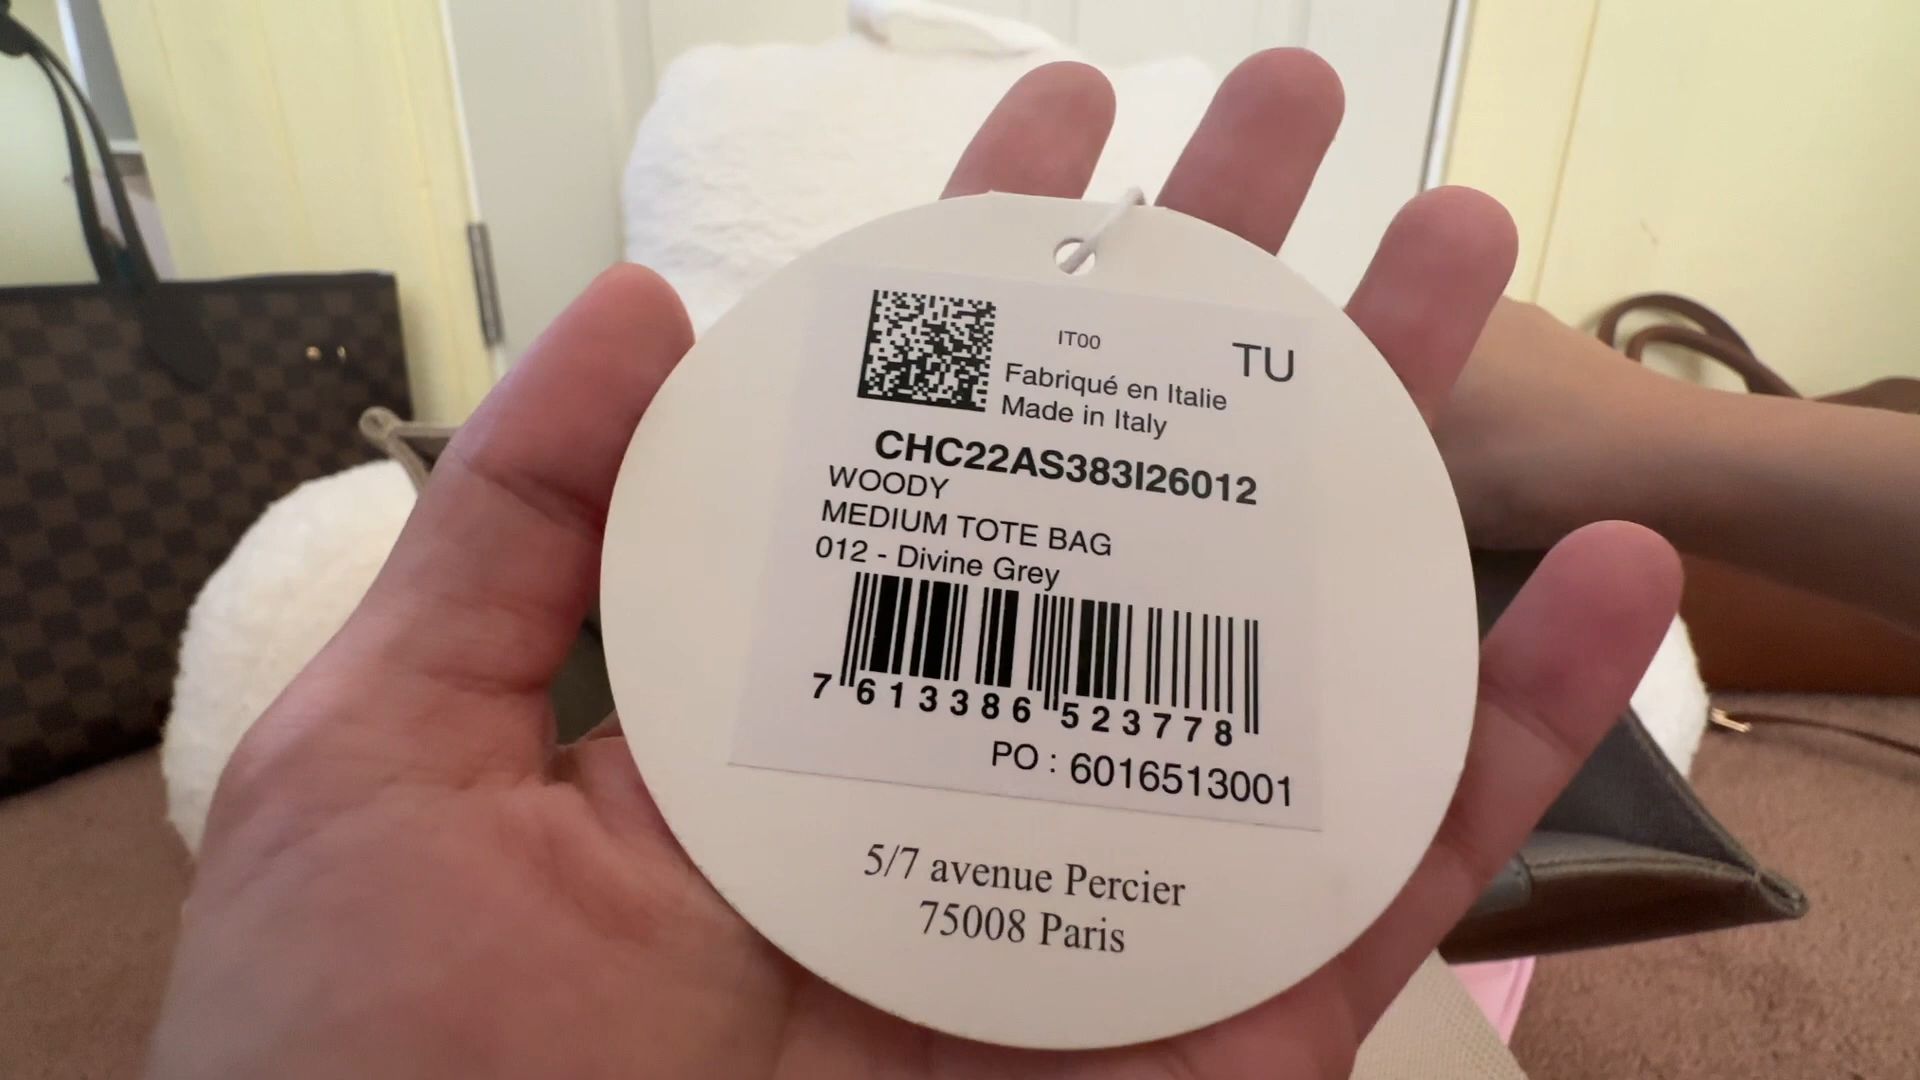 IT00
TU
Fabriqué en Italie
Made in Italy
CHC22AS383I26012
WOODY
MEDIUM TOTE BAG
012 - Divine Grey
7 613386 523778
PO : 6016513001
5/7 avenue Percier
75008 Paris